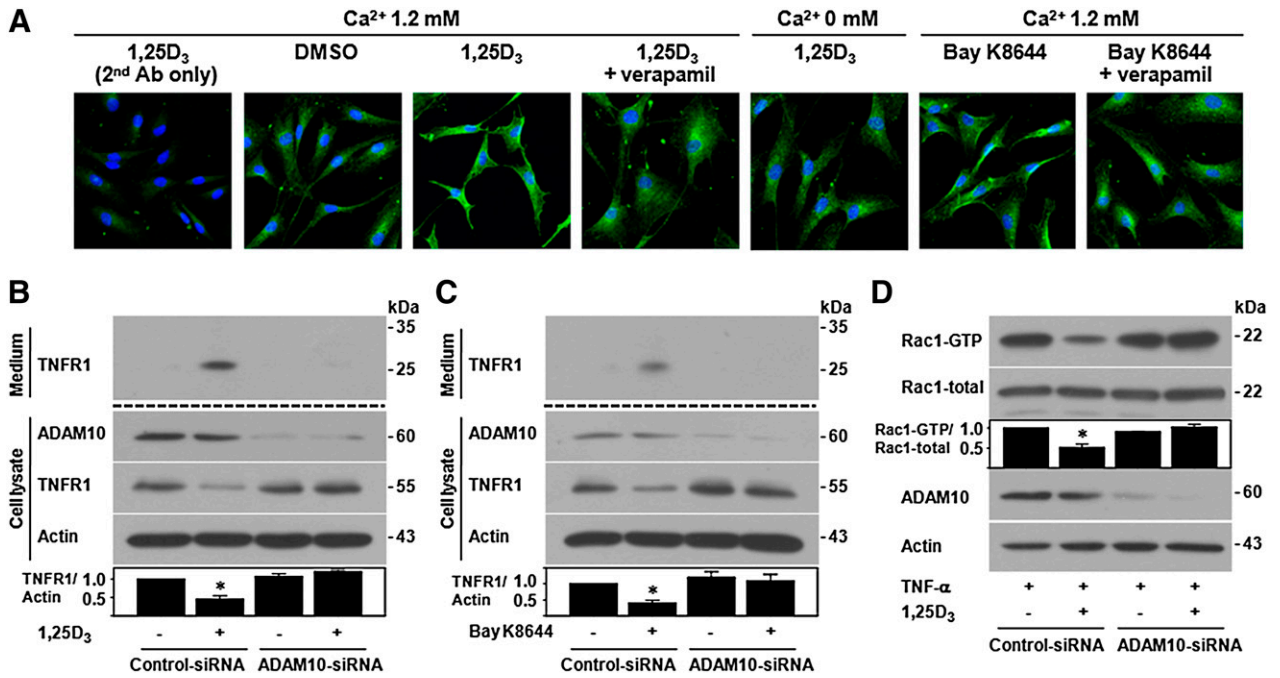 A
Ca²⁺ 1.2 mM
Ca²⁺ 0 mM
Ca²⁺ 1.2 mM
1,25D₃
(2ⁿᵈ Ab only)
DMSO
1,25D₃
1,25D₃
+ verapamil
1,25D₃
Bay K8644
Bay K8644
+ verapamil
B
kDa
Medium
TNFR1
-35
-25
Cell lysate
ADAM10
-60
TNFR1
-55
Actin
-43
TNFR1/
Actin
1.0
0.5
*
1,25D₃
- + - +
Control-siRNA
ADAM10-siRNA
C
kDa
Medium
TNFR1
-35
-25
Cell lysate
ADAM10
-60
TNFR1
-55
Actin
-43
TNFR1/
Actin
1.0
0.5
*
Bay K8644
- + - +
Control-siRNA
ADAM10-siRNA
D
kDa
Rac1-GTP
-22
Rac1-total
-22
Rac1-GTP/
Rac1-total
1.0
0.5
*
ADAM10
-60
Actin
-43
TNF-α + + + +
1,25D₃ - + - +
Control-siRNA
ADAM10-siRNA